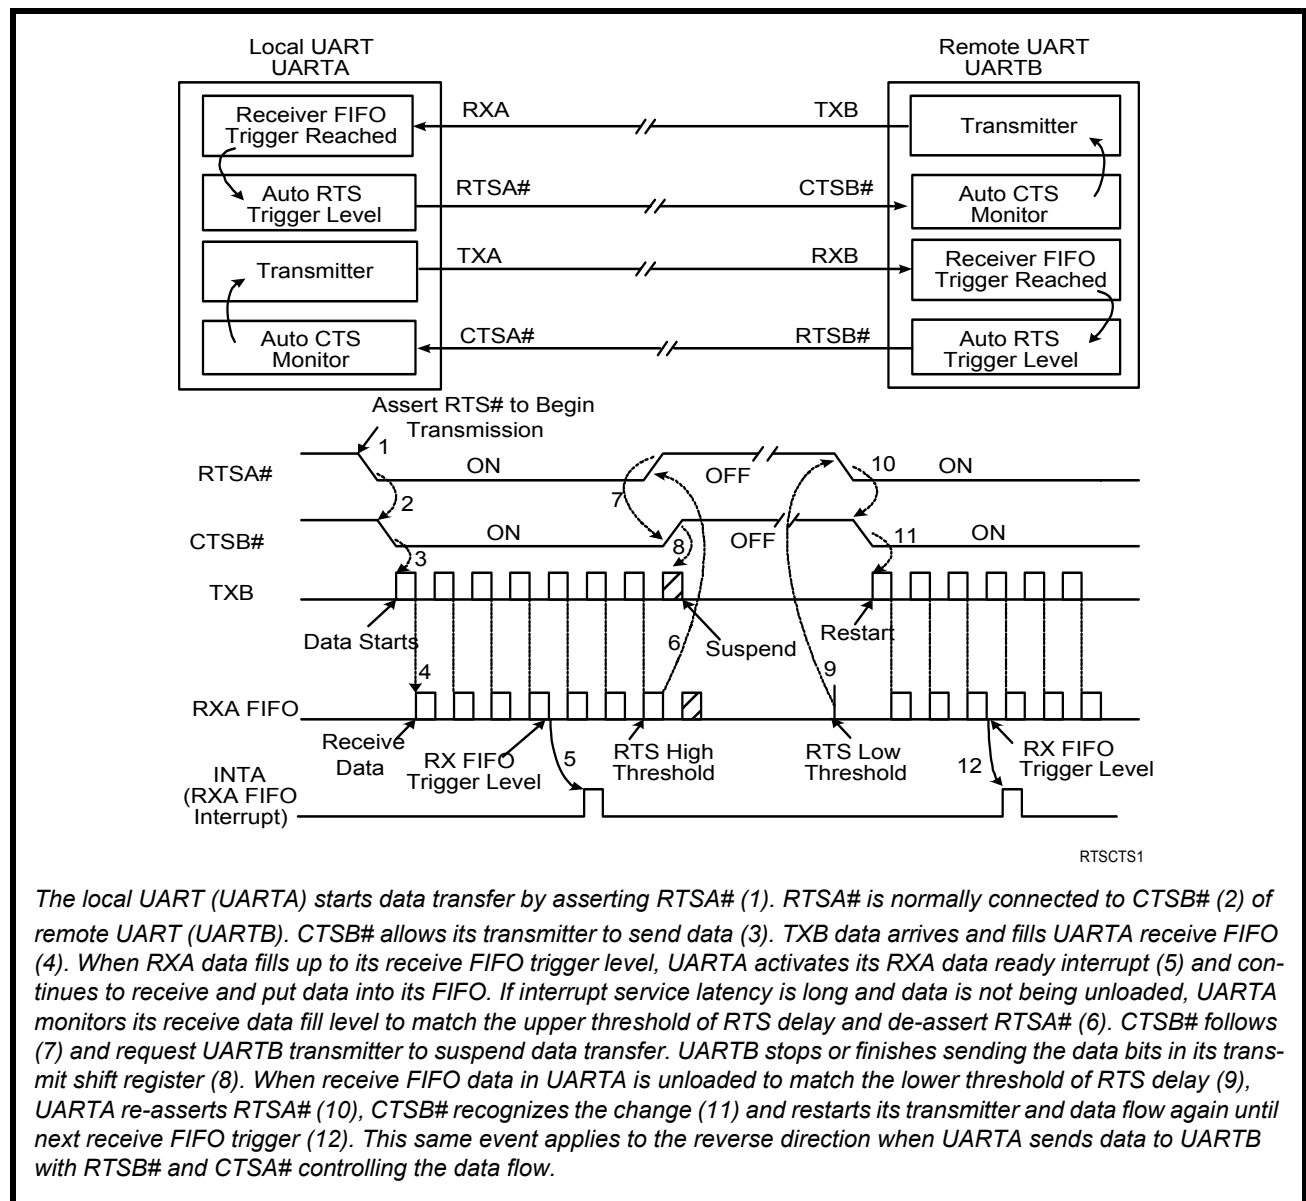 Local UART
UARTA
Remote UART
UARTB
Receiver FIFO
Trigger Reached
RXA
TXB
Transmitter
Auto RTS
Trigger Level
RTSA#
CTSB#
Auto CTS
Monitor
Transmitter
TXA
RXB
Receiver FIFO
Trigger Reached
Auto CTS
Monitor
CTSA#
RTSB#
Auto RTS
Trigger Level
Assert RTS# to Begin
Transmission
1
RTSA#
ON
OFF
10
ON
2
7
CTSB#
ON
8
OFF
11
ON
3
TXB
Data Starts
6
Suspend
Restart
4
9
RXA FIFO
Receive
Data
RX FIFO
Trigger Level
5
RTS High
Threshold
RTS Low
Threshold
12
RX FIFO
Trigger Level
INTA
(RXA FIFO
Interrupt)
RTSCTS1
The local UART (UARTA) starts data transfer by asserting RTSA# (1). RTSA# is normally connected to CTSB# (2) of
remote UART (UARTB). CTSB# allows its transmitter to send data (3). TXB data arrives and fills UARTA receive FIFO
(4). When RXA data fills up to its receive FIFO trigger level, UARTA activates its RXA data ready interrupt (5) and con-
tinues to receive and put data into its FIFO. If interrupt service latency is long and data is not being unloaded, UARTA
monitors its receive data fill level to match the upper threshold of RTS delay and de-assert RTSA# (6). CTSB# follows
(7) and request UARTB transmitter to suspend data transfer. UARTB stops or finishes sending the data bits in its trans-
mit shift register (8). When receive FIFO data in UARTA is unloaded to match the lower threshold of RTS delay (9),
UARTA re-asserts RTSA# (10), CTSB# recognizes the change (11) and restarts its transmitter and data flow again until
next receive FIFO trigger (12). This same event applies to the reverse direction when UARTA sends data to UARTB
with RTSB# and CTSA# controlling the data flow.